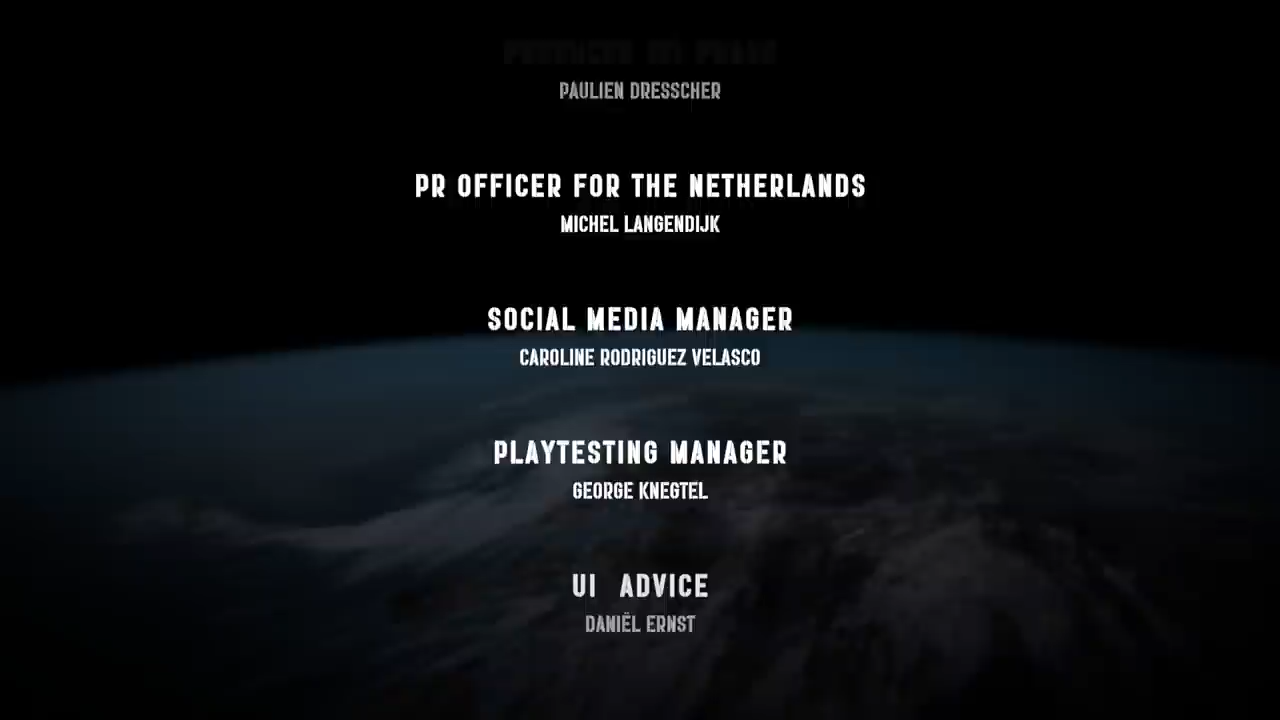 PAULIEN DRESSCHER
PR OFFICER FOR THE NETHERLANDS
MICHEL LANGENDIJK
SOCIAL MEDIA MANAGER
CAROLINE RODRIGUEZ VELASCO
PLAYTESTING MANAGER
GEORGE KNEGTEL
UI ADVICE
DANIËL ERNST